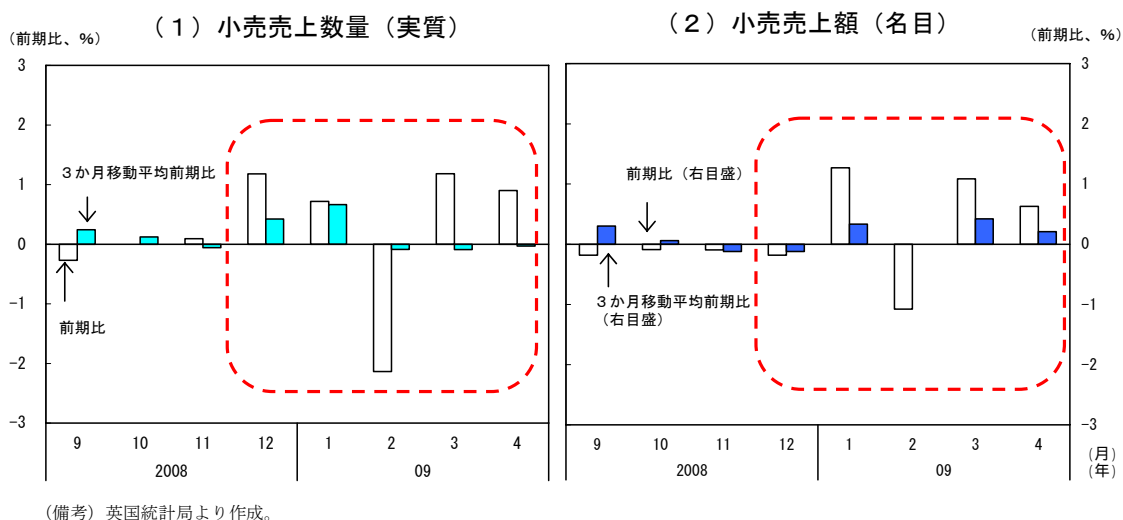 （１）小売売上数量（実質）
（前期比、％）
3
2
1
0
-1
-2
-3
３か月移動平均前期比
前期比
9 10 11 12 1 2 3 4
2008 09
（２）小売売上額（名目）
（前期比、％）
3
2
1
0
-1
-2
-3
前期比（右目盛）
３か月移動平均前期比
（右目盛）
9 10 11 12 1 2 3 4 （月）
2008 09 （年）
（備考）英国統計局より作成。